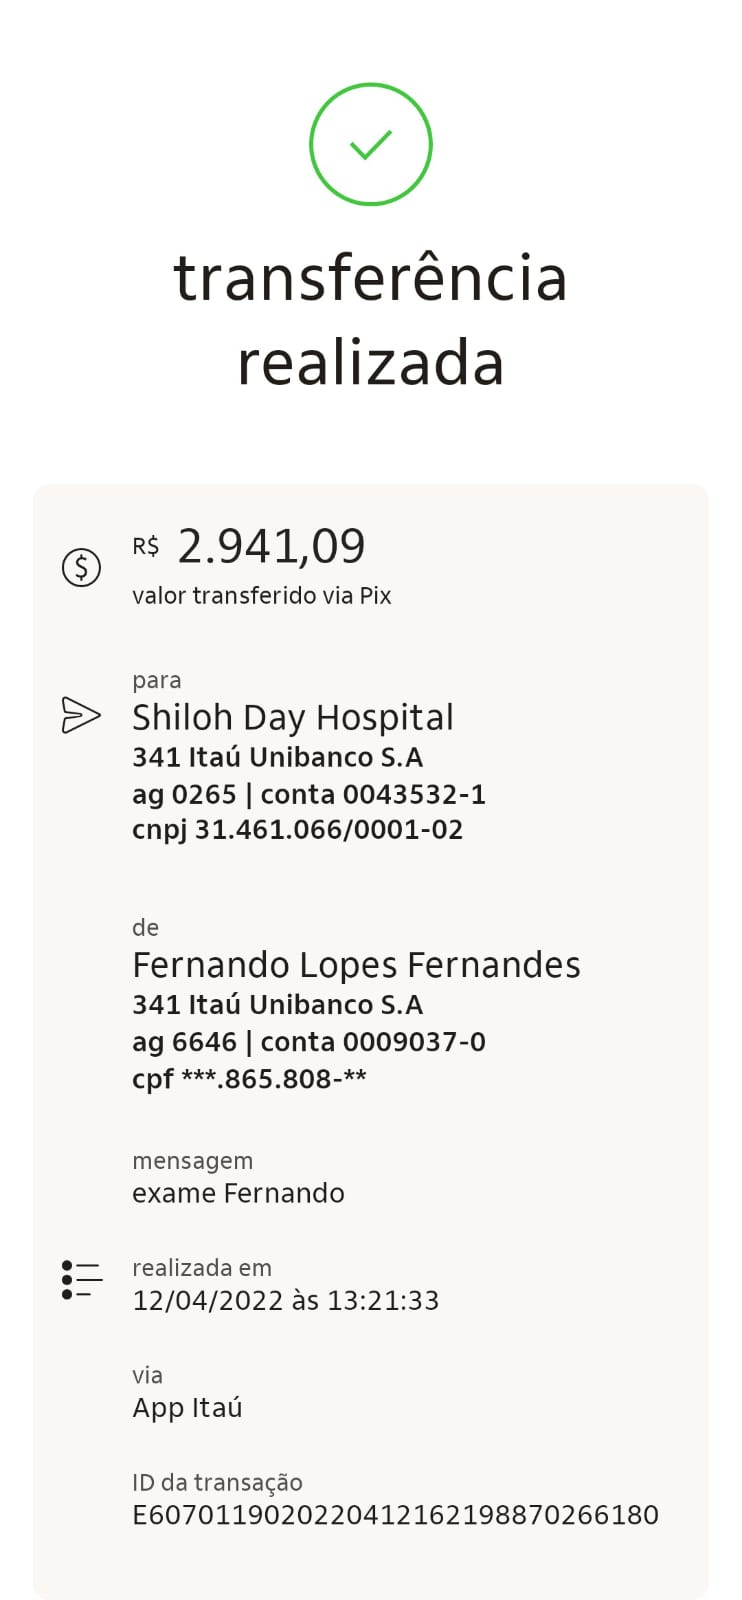 transferência
realizada
R$ 2.941,09
valor transferido via Pix
para
Shiloh Day Hospital
341 Itaú Unibanco S.A
ag 0265 | conta 0043532-1
cnpj 31.461.066/0001-02
de
Fernando Lopes Fernandes
341 Itaú Unibanco S.A
ag 6646 | conta 0009037-0
cpf ***.865.808-**
mensagem
exame Fernando
realizada em
12/04/2022 às 13:21:33
via
App Itaú
ID da transação
E60701190202204121621988​70266180